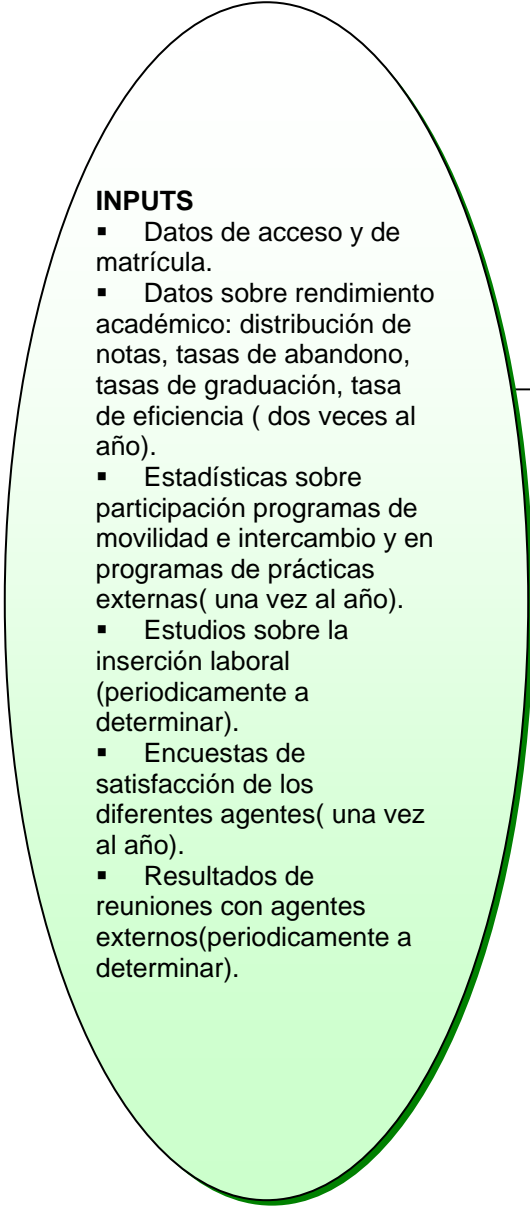 INPUTS
▪ Datos de acceso y de
matrícula.
▪ Datos sobre rendimiento
académico: distribución de
notas, tasas de abandono,
tasas de graduación, tasa
de eficiencia ( dos veces al
año).
▪ Estadísticas sobre
participación programas de
movilidad e intercambio y en
programas de prácticas
externas( una vez al año).
▪ Estudios sobre la
inserción laboral
(periodicamente a
determinar).
▪ Encuestas de
satisfacción de los
diferentes agentes( una vez
al año).
▪ Resultados de
reuniones con agentes
externos(periodicamente a
determinar).